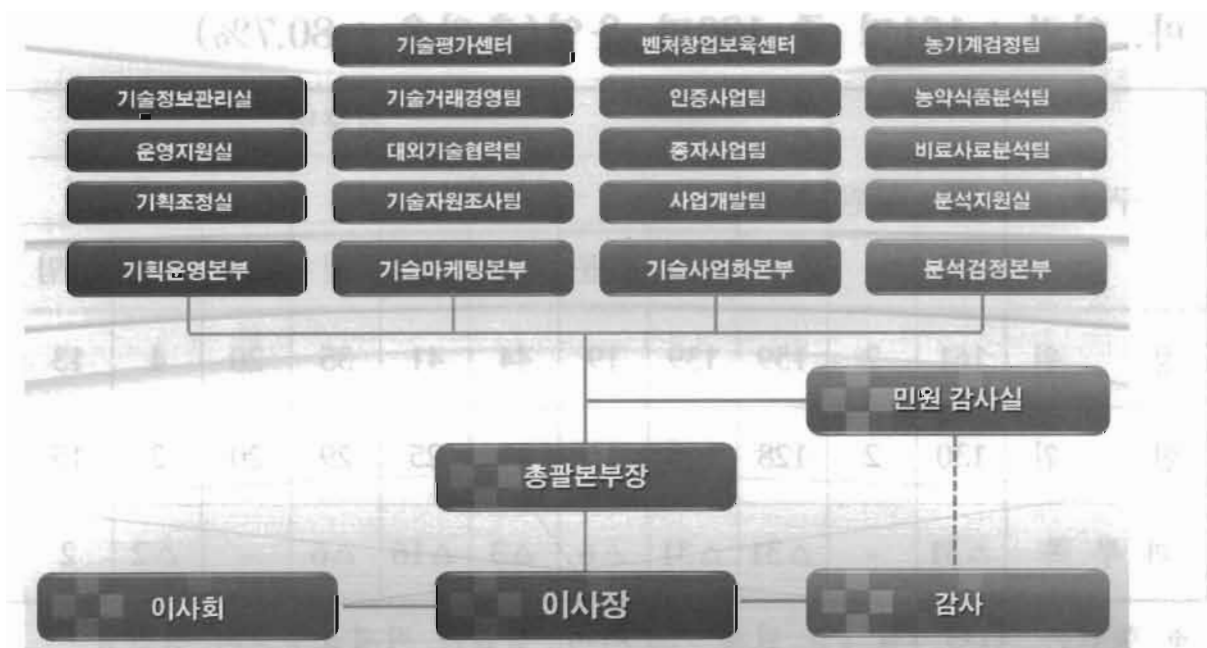 기술평가센터 벤처창업보육센터 농기계검정팀
기술정보관리실 기술거래경영팀 인증사업팀 농약식품분석팀
운영지원실 대외기술협력팀 종자사업팀 비료사료분석팀
기획조정실 기술자원조사팀 사업개발팀 분석지원실
기획운영본부 기술마케팅본부 기술사업화본부 분석검정본부
민원 감사실
총괄본부장
이사회 이사장 감사